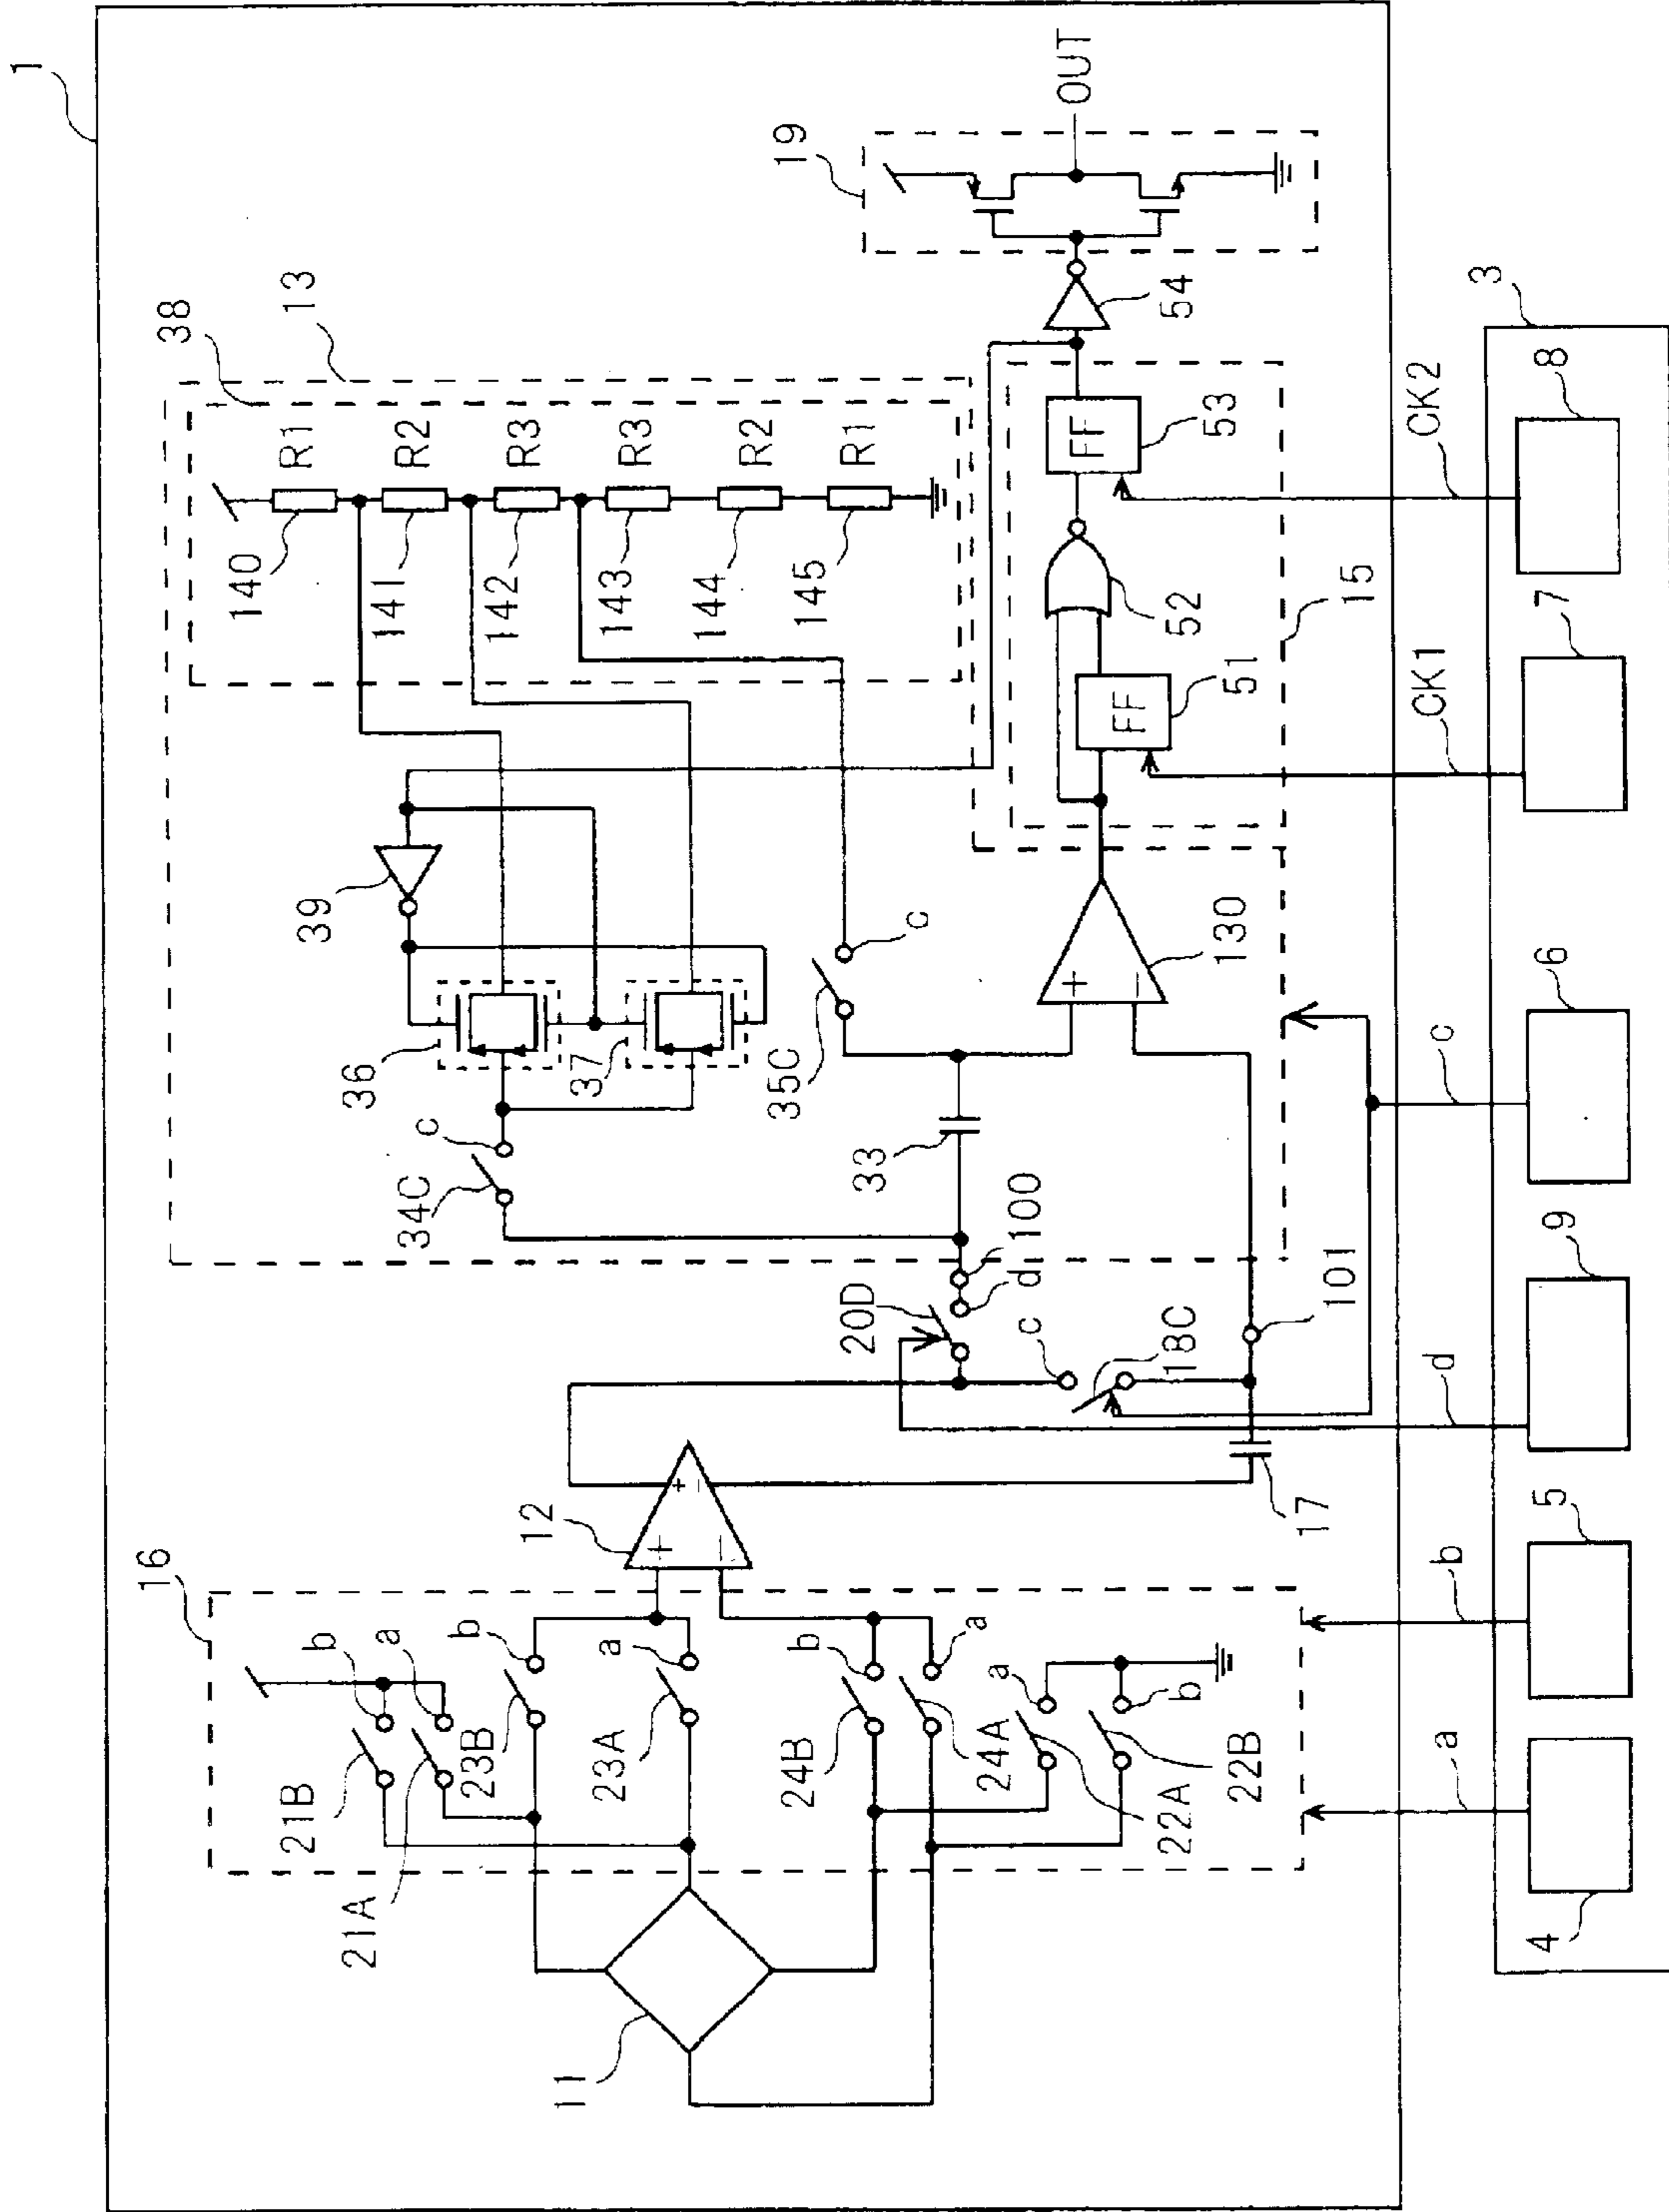 1
16
b
a
21B
21A
23B
b
23A
a
24B
b
24A
a
22A
a
22B
b
11
12
+
−
+
−
17
20D
d
100
c
18C
101
13
38
34C
c
36
37
39
35C
c
33
+
−
130
140
R1
141
R2
142
R3
143
R3
144
R2
145
R1
FF
51
52
FF
53
15
54
19
OUT
a
b
d
c
CK1
CK2
4
5
9
6
7
8
3